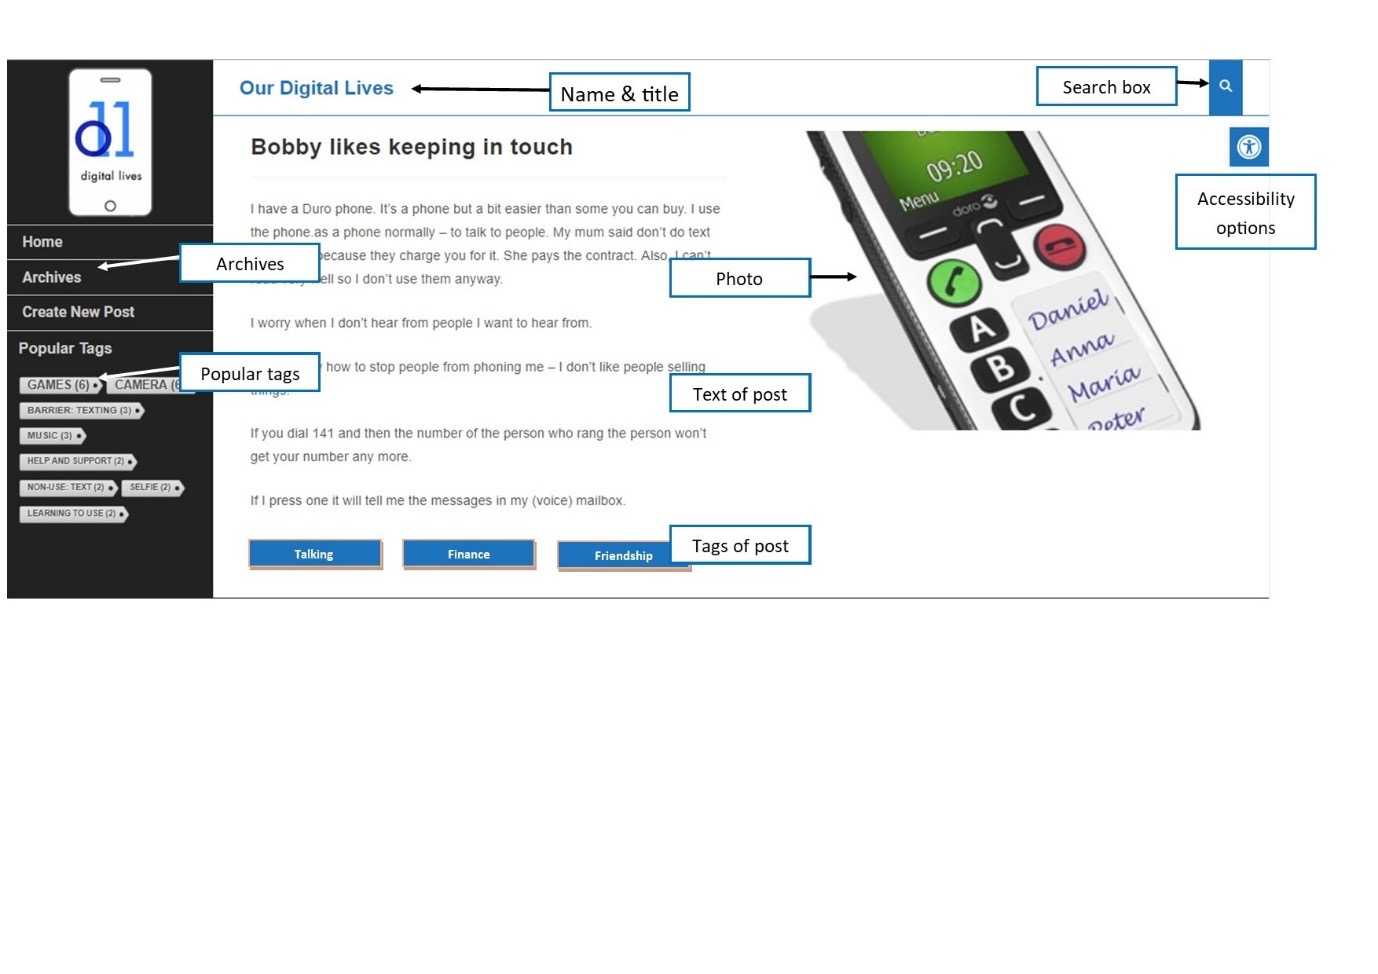 dl
digital lives
Home
Archives
Create New Post
Popular Tags
GAMES (6)
CAMERA (6
BARRIER: TEXTING (3)
MUSIC (3)
HELP AND SUPPORT (2)
NON-USE: TEXT (2)
SELFIE (2)
LEARNING TO USE (2)
Archives
Popular tags
Our Digital Lives
Name & title
Search box
Accessibility
options
Bobby likes keeping in touch
I have a Duro phone. It's a phone but a bit easier than some you can buy. I use
the phone.as a phone normally – to talk to people. My mum said don't do text
because they charge you for it. She pays the contract. Also, I can't
well so I don't use them anyway.
I worry when I don't hear from people I want to hear from.
how to stop people from phoning me – I don't like people selling
things.
If you dial 141 and then the number of the person who rang the person won't
get your number any more.
If I press one it will tell me the messages in my (voice) mailbox.
Talking
Finance
Friendship
Photo
Text of post
Tags of post
09:20
Menu
doro
A
B
C
Daniel
Anna
Maria
Peter